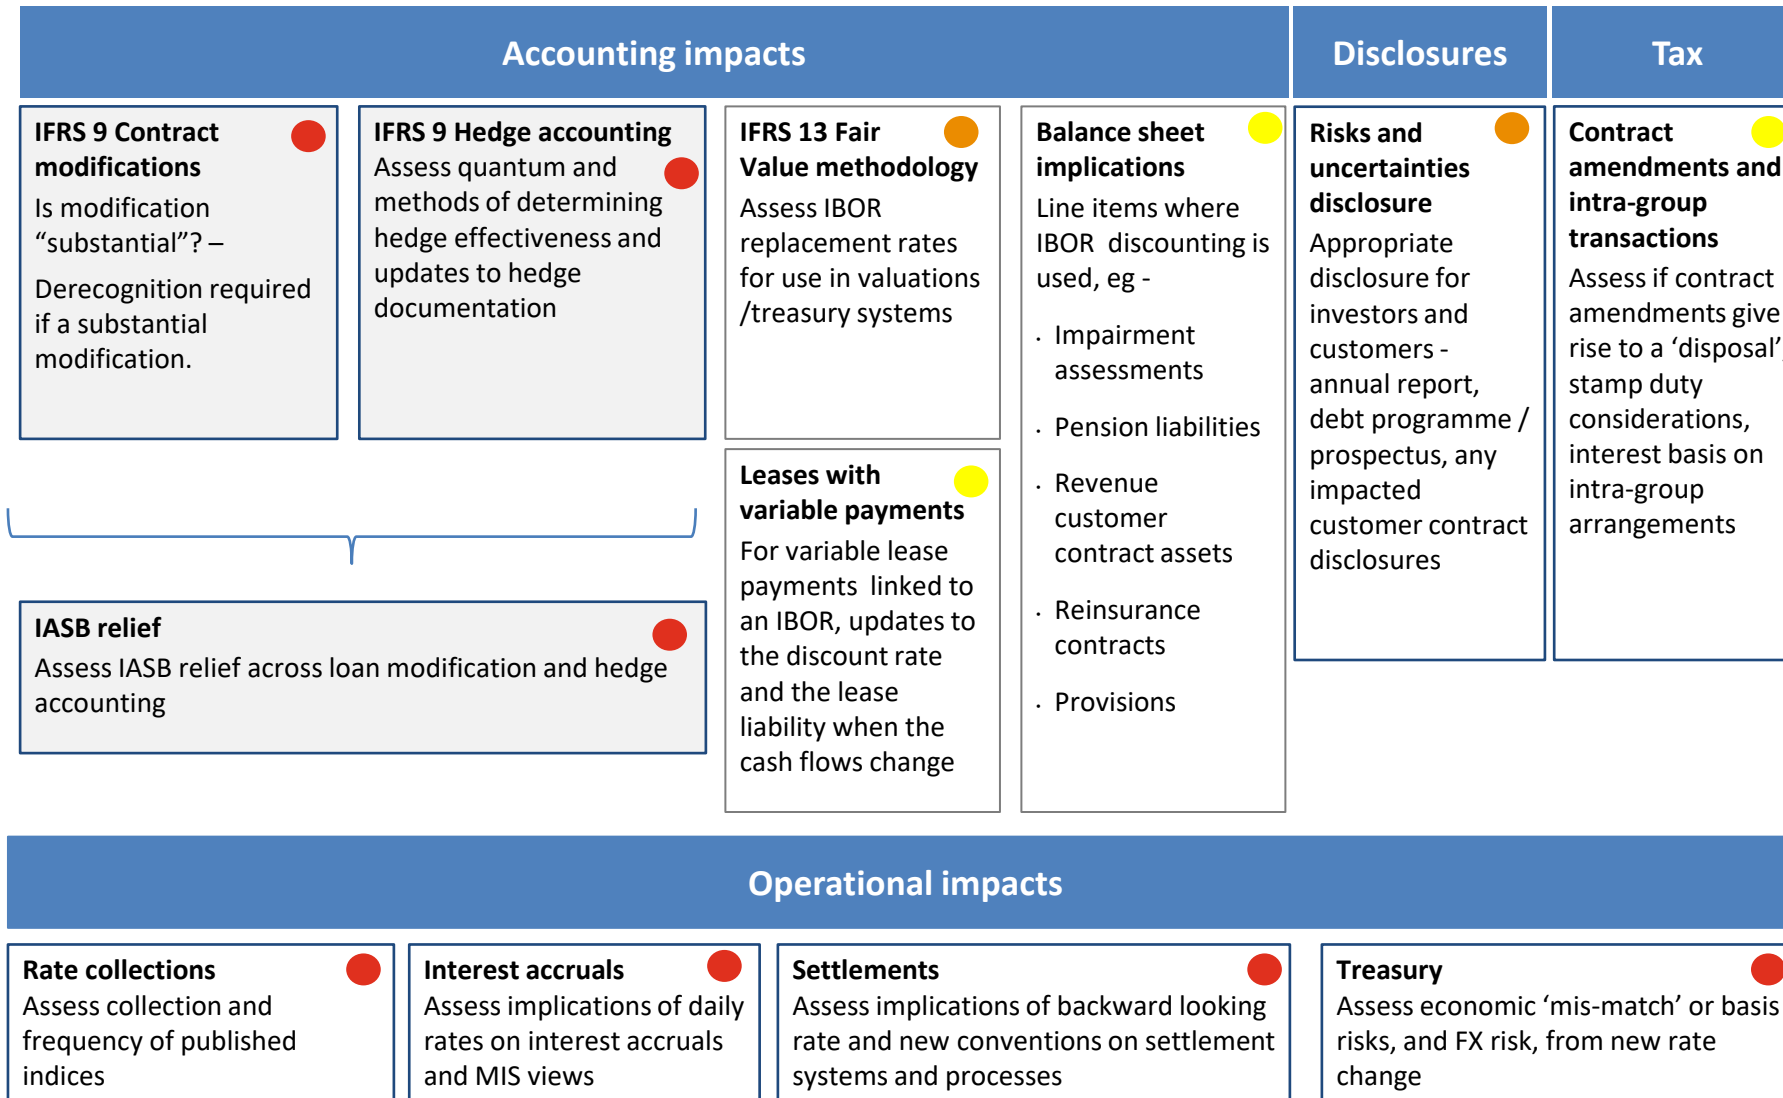 Accounting impacts
Disclosures
Tax
IFRS 9 Contract
modifications
Is modification
“substantial”? –
Derecognition required
if a substantial
modification.
IFRS 9 Hedge accounting
Assess quantum and
methods of determining
hedge effectiveness and
updates to hedge
documentation
IFRS 13 Fair
Value methodology
Assess IBOR
replacement rates
for use in valuations
/treasury systems
Balance sheet
implications
Line items where
IBOR discounting is
used, eg -
· Impairment
assessments
· Pension liabilities
· Revenue
customer
contract assets
· Reinsurance
contracts
· Provisions
Risks and
uncertainties
disclosure
Appropriate
disclosure for
investors and
customers -
annual report,
debt programme /
prospectus, any
impacted
customer contract
disclosures
Contract
amendments and
intra-group
transactions
Assess if contract
amendments give
rise to a ‘disposal’,
stamp duty
considerations,
interest basis on
intra-group
arrangements
Leases with
variable payments
For variable lease
payments linked to
an IBOR, updates to
the discount rate
and the lease
liability when the
cash flows change
IASB relief
Assess IASB relief across loan modification and hedge
accounting
Operational impacts
Rate collections
Assess collection and
frequency of published
indices
Interest accruals
Assess implications of daily
rates on interest accruals
and MIS views
Settlements
Assess implications of backward looking
rate and new conventions on settlement
systems and processes
Treasury
Assess economic ‘mis-match’ or basis
risks, and FX risk, from new rate
change